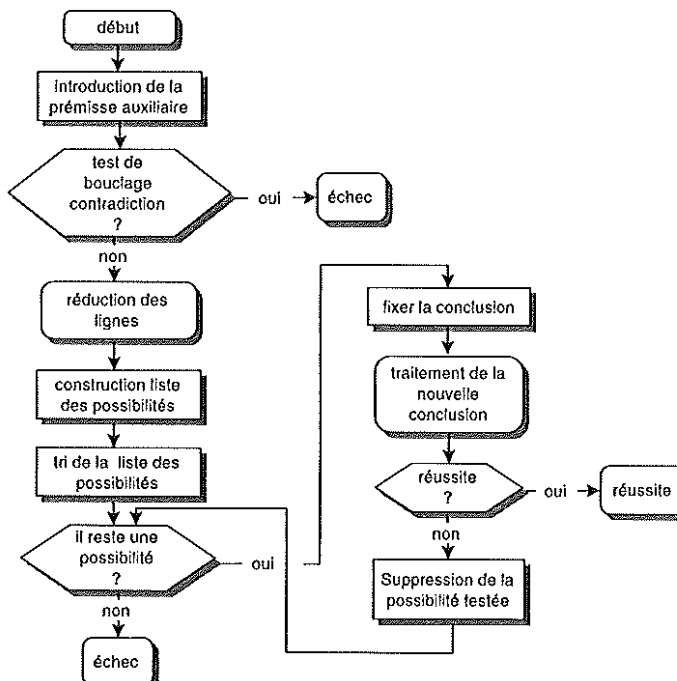 début
introduction de la
prémisse auxiliaire
test de
bouclage
contradiction
?
oui
échec
non
réduction des
lignes
construction liste
des possibilités
tri de la liste des
possibilités
il reste une
possibilité
?
oui
non
échec
fixer la conclusion
traitement de la
nouvelle
conclusion
réussite
?
oui
réussite
non
Suppression de la
possibilité testée